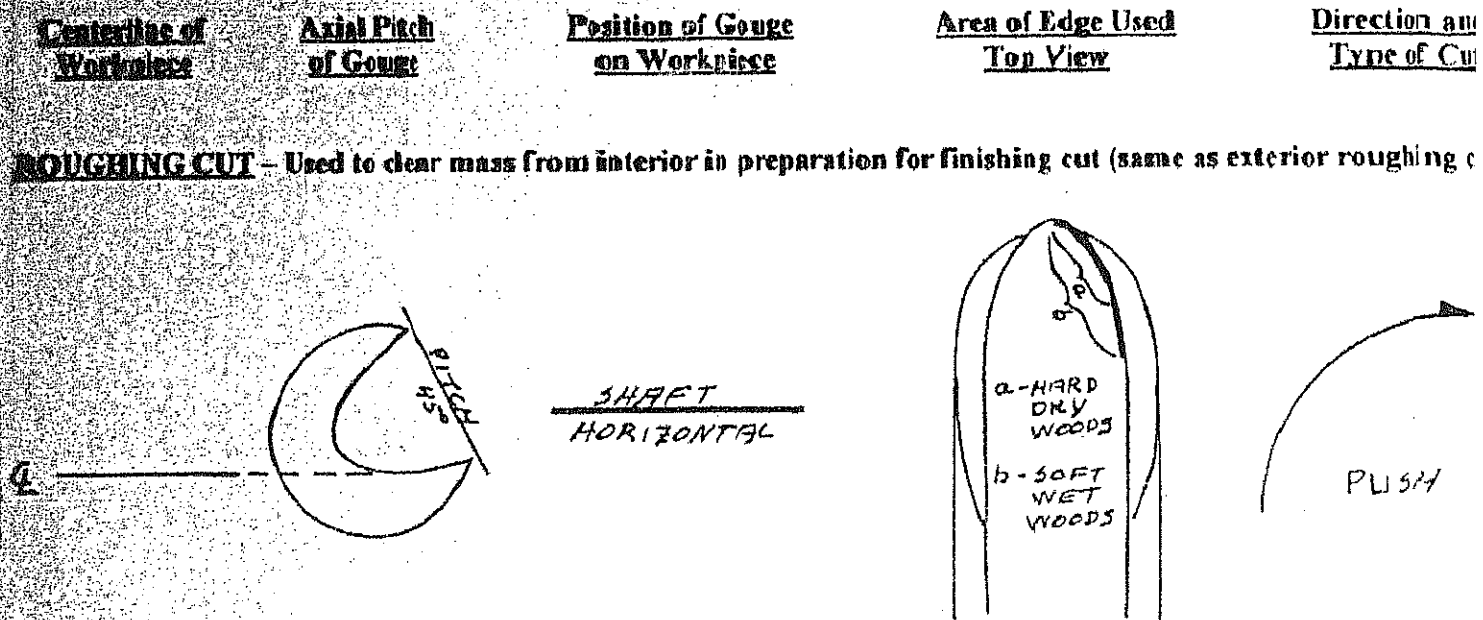 Centerline of
Workpiece
Axial Pitch
of Gouge
Position of Gouge
on Workpiece
Area of Edge Used
Top View
Direction and
Type of Cut
ROUGHING CUT – Used to clear mass from interior in preparation for finishing cut (same as exterior roughing c
PITCH
45°
SHAFT
HORIZONTAL
℄
a
a - HARD
DRY
WOODS
b - SOFT
WET
WOODS
PUSH